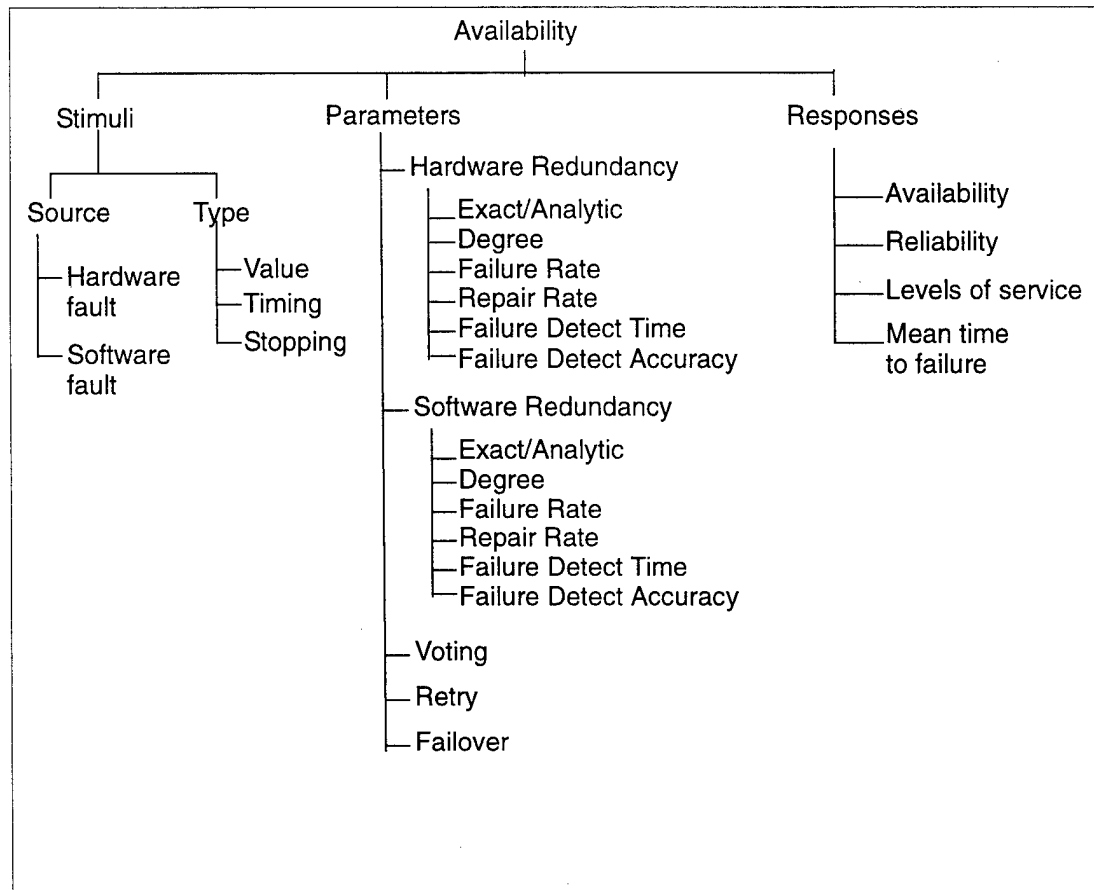 Availability
Stimuli
Parameters
Responses
Source
Type
Hardware
fault
Software
fault
Value
Timing
Stopping
Hardware Redundancy
Exact/Analytic
Degree
Failure Rate
Repair Rate
Failure Detect Time
Failure Detect Accuracy
Software Redundancy
Exact/Analytic
Degree
Failure Rate
Repair Rate
Failure Detect Time
Failure Detect Accuracy
Voting
Retry
Failover
Availability
Reliability
Levels of service
Mean time
to failure